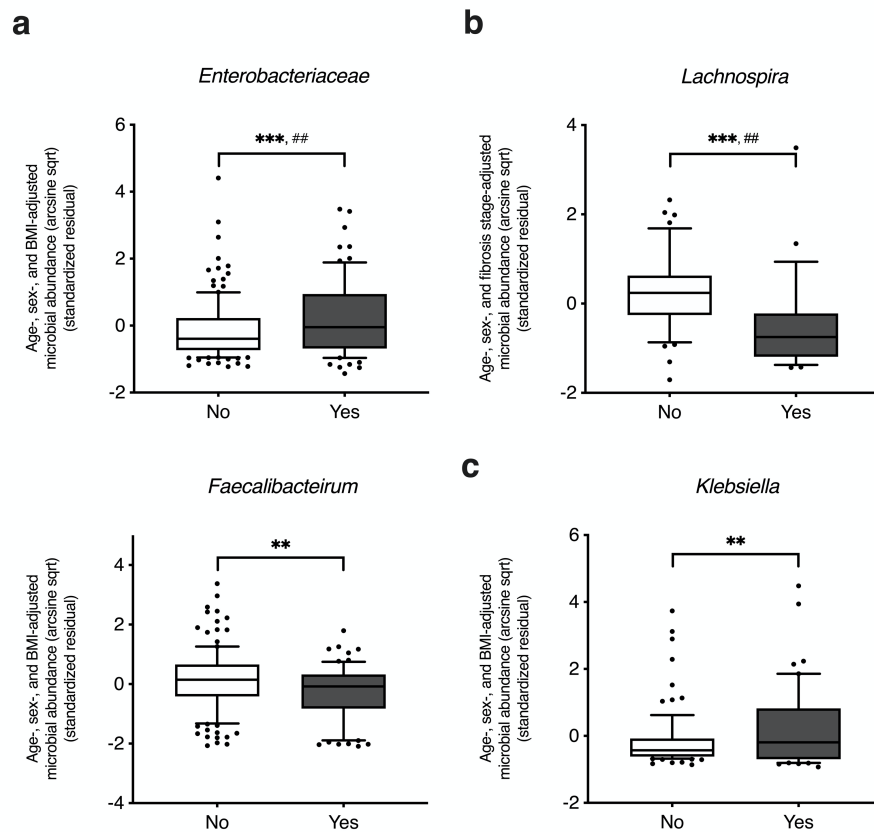 a
Enterobacteriaceae
Age-, sex-, and BMI-adjusted
microbial abundance (arcsine sqrt)
(standardized residual)
6
4
2
0
-2
***, ##
No
Yes
b
Lachnospira
Age-, sex-, and fibrosis stage-adjusted
microbial abundance (arcsine sqrt)
(standardized residual)
4
2
0
-2
***, ##
No
Yes
Faecalibacteirum
Age-, sex-, and BMI-adjusted
microbial abundance (arcsine sqrt)
(standardized residual)
4
2
0
-2
-4
**
No
Yes
c
Klebsiella
Age-, sex-, and BMI-adjusted
microbial abundance (arcsine sqrt)
(standardized residual)
6
4
2
0
-2
**
No
Yes